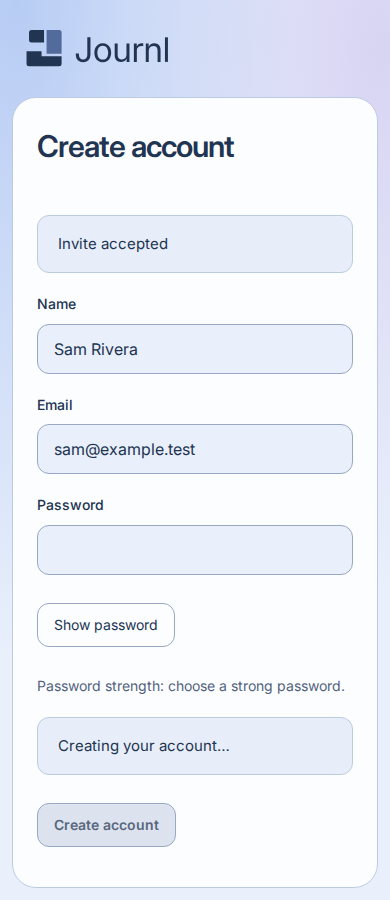 Journl
Create account
Invite accepted
Name
Sam Rivera
Email
sam@example.test
Password
Show password
Password strength: choose a strong password.
Creating your account...
Create account